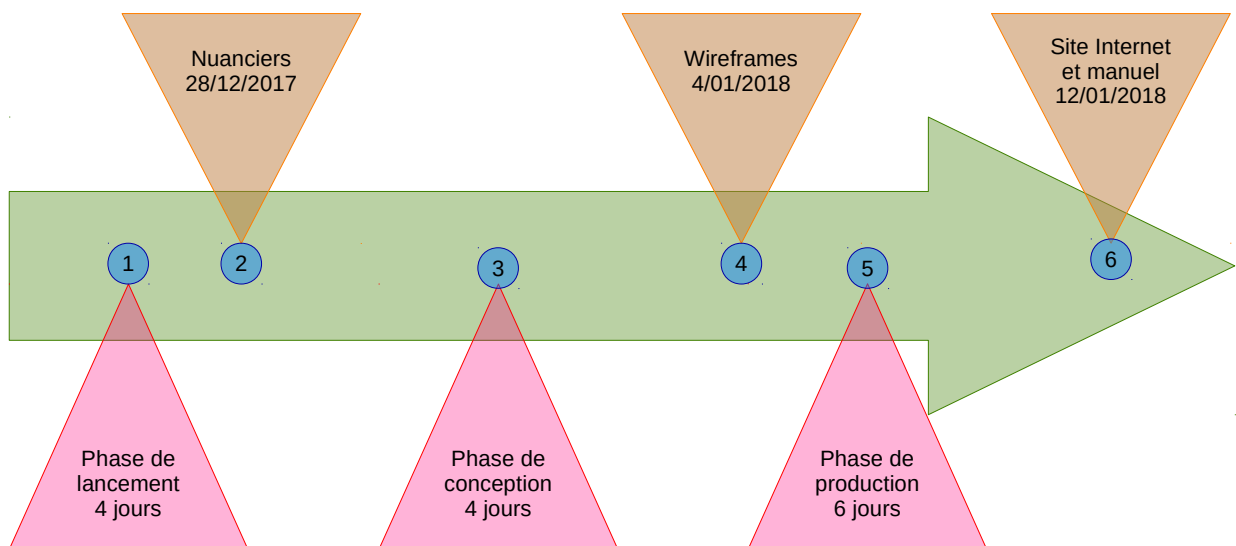 Nuanciers
28/12/2017
Wireframes
4/01/2018
Site Internet
et manuel
12/01/2018
1
2
3
4
5
6
Phase de
lancement
4 jours
Phase de
conception
4 jours
Phase de
production
6 jours